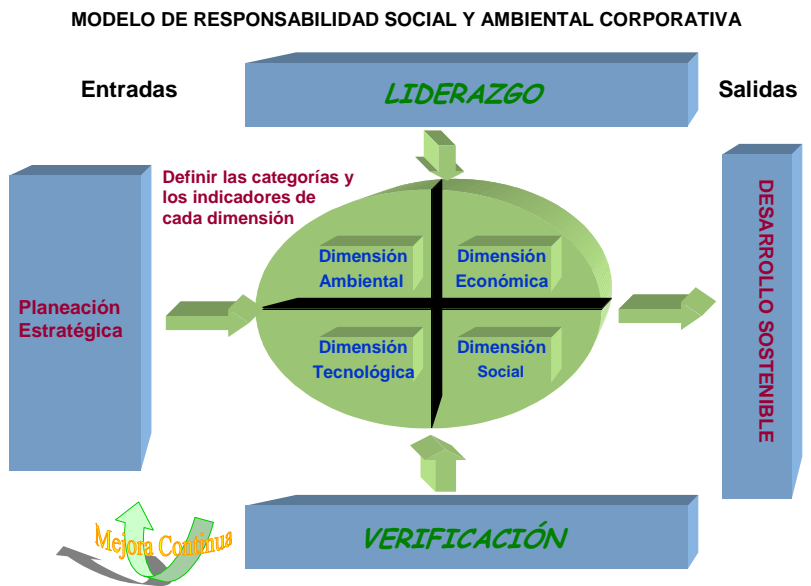 MODELO DE RESPONSABILIDAD SOCIAL Y AMBIENTAL CORPORATIVA
Entradas
LIDERAZGO
Salidas
Definir las categorías y
los indicadores de
cada dimensión
Planeación
Estratégica
Dimensión
Ambiental
Dimensión
Económica
Dimensión
Tecnológica
Dimensión
Social
DESARROLLO SOSTENIBLE
Mejora Continua
VERIFICACIÓN